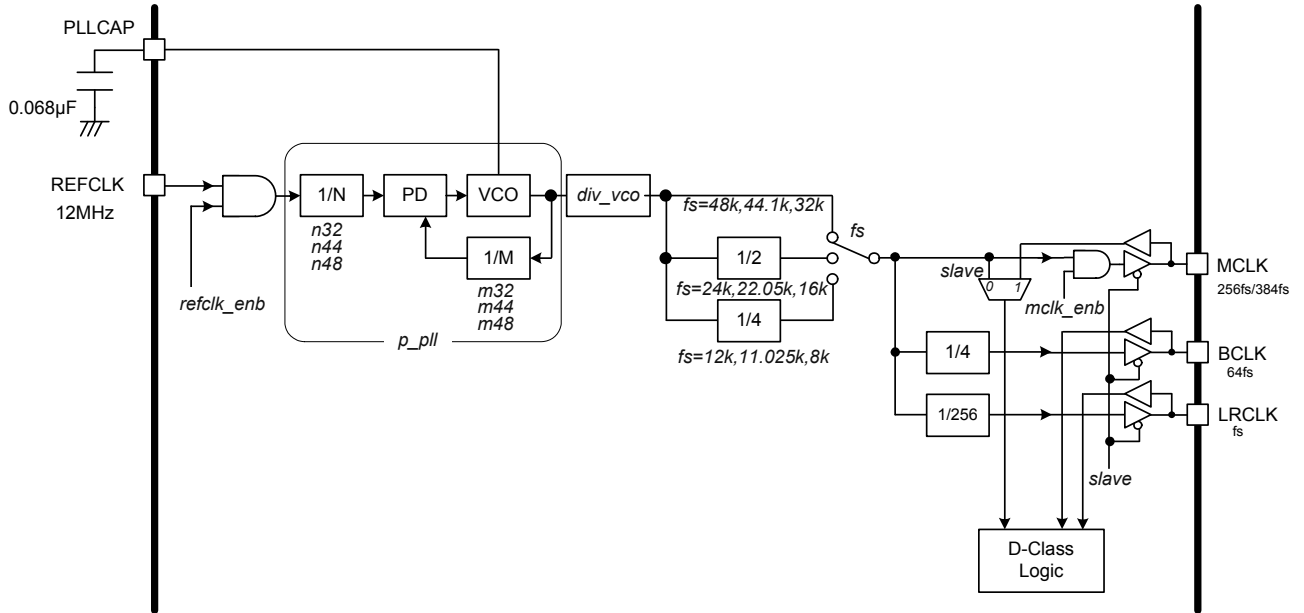 PLLCAP
0.068µF
REFCLK
12MHz
refclk_enb
1/N
n32
n44
n48
PD
VCO
1/M
m32
m44
m48
p_pll
div_vco
fs=48k,44.1k,32k
1/2
fs=24k,22.05k,16k
1/4
fs=12k,11.025k,8k
fs
slave
0 1
mclk_enb
MCLK
256fs/384fs
1/4
BCLK
64fs
1/256
LRCLK
fs
slave
D-Class
Logic